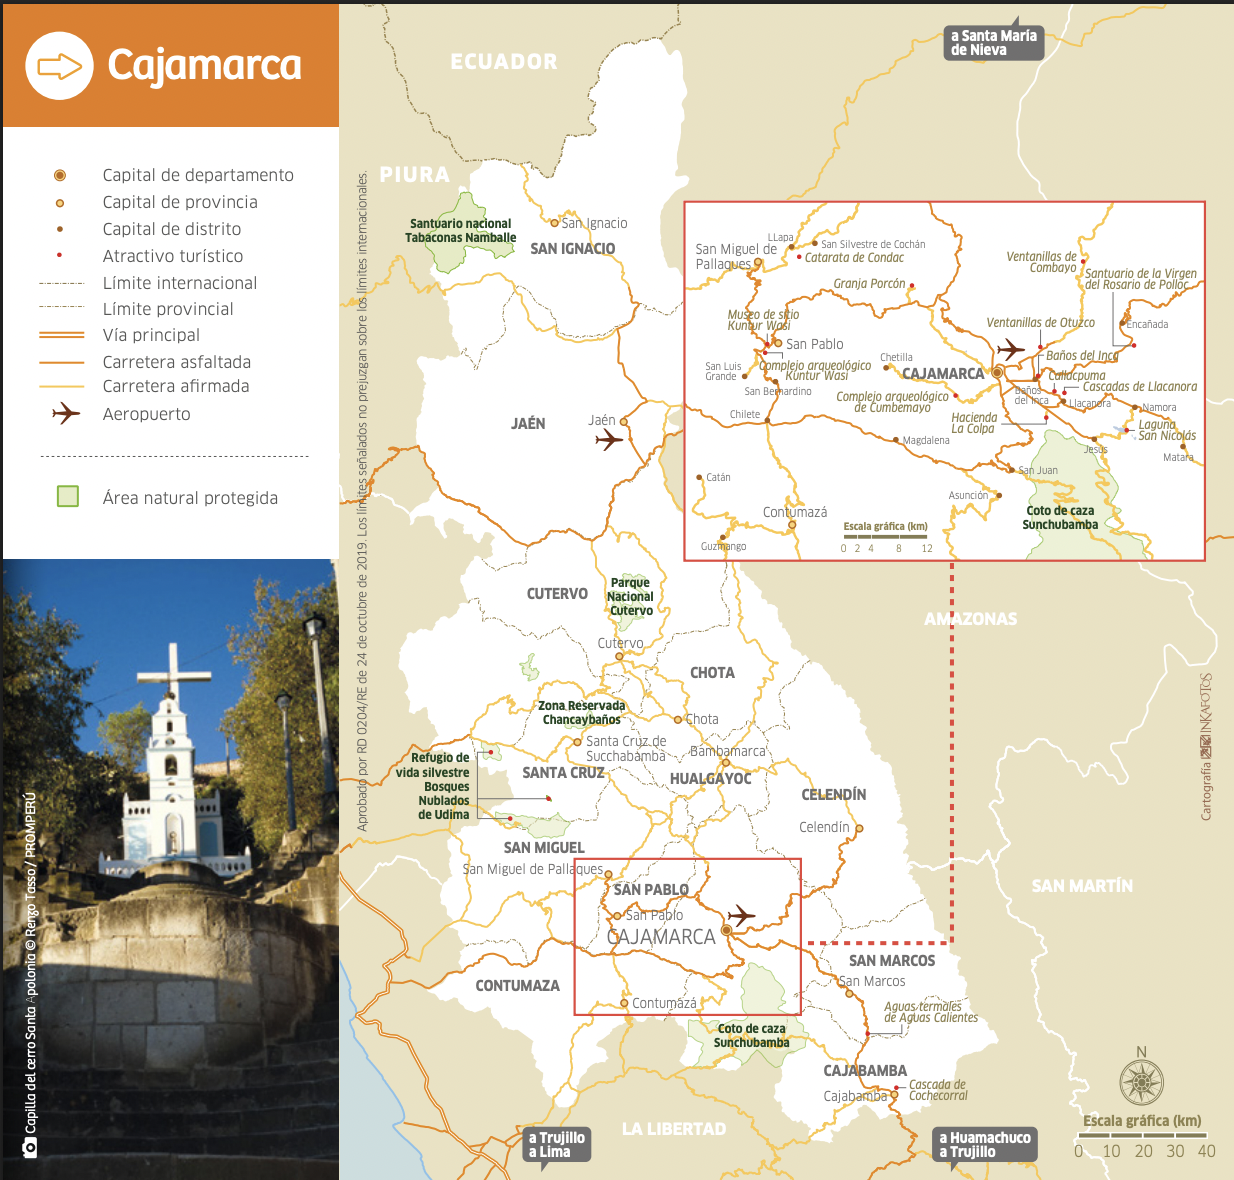 Cajamarca
Capital de departamento
Capital de provincia
Capital de distrito
Atractivo turístico
Límite internacional
Límite provincial
Vía principal
Carretera asfaltada
Carretera afirmada
Aeropuerto
Área natural protegida
Capilla del cerro Santa Apolonia © Renzo Tasso / PROMPERÚ
Aprobado por RD 0204/RE de 24 de octubre de 2019. Los límites señalados no prejuzgan sobre los límites internacionales.
ECUADOR
PIURA
a Santa María
de Nieva
Santuario nacional
Tabaconas Namballe
San Ignacio
SAN IGNACIO
JAÉN
Jaén
LLapa
San Silvestre de Cochán
San Miguel de
Pallaques
Catarata de Condac
Granja Porcón
Ventanillas de
Combayo
Santuario de la Virgen
del Rosario de Polloc
Museo de sitio
Kuntur Wasi
Ventanillas de Otuzco
Encañada
San Pablo
Baños del Inca
Chetilla
San Luis
Grande
Complejo arqueológico
Kuntur Wasi
CAJAMARCA
Callacpuma
San Bernardino
Baños
del Inca
Cascadas de Llacanora
Complejo arqueológico
de Cumbemayo
Llacanora
Namora
Chilete
Hacienda
La Colpa
Laguna
San Nicolás
Magdalena
Jesús
Matara
Catán
San Juan
Asunción
Contumazá
Coto de caza
Sunchubamba
Escala gráfica (km)
0 2 4 8 12
Guzmango
CUTERVO
Parque
Nacional
Cutervo
AMAZONAS
Cutervo
CHOTA
Zona Reservada
Chancaybaños
Chota
Santa Cruz de
Succhabamba
Bambamarca
Refugio de
vida silvestre
Bosques
Nublados
de Udima
SANTA CRUZ
HUALGAYOC
CELENDÍN
Celendín
SAN MIGUEL
San Miguel de Pallaques
SAN PABLO
San Pablo
CAJAMARCA
SAN MARTÍN
SAN MARCOS
San Marcos
CONTUMAZA
Contumazá
Aguas termales
de Aguas Calientes
Coto de caza
Sunchubamba
CAJABAMBA
Cajabamba
Cascada de
Cochecorral
LA LIBERTAD
a Trujillo
a Lima
a Huamachuco
a Trujillo
Cartografía INKAFOTOS
N
Escala gráfica (km)
0 10 20 30 40